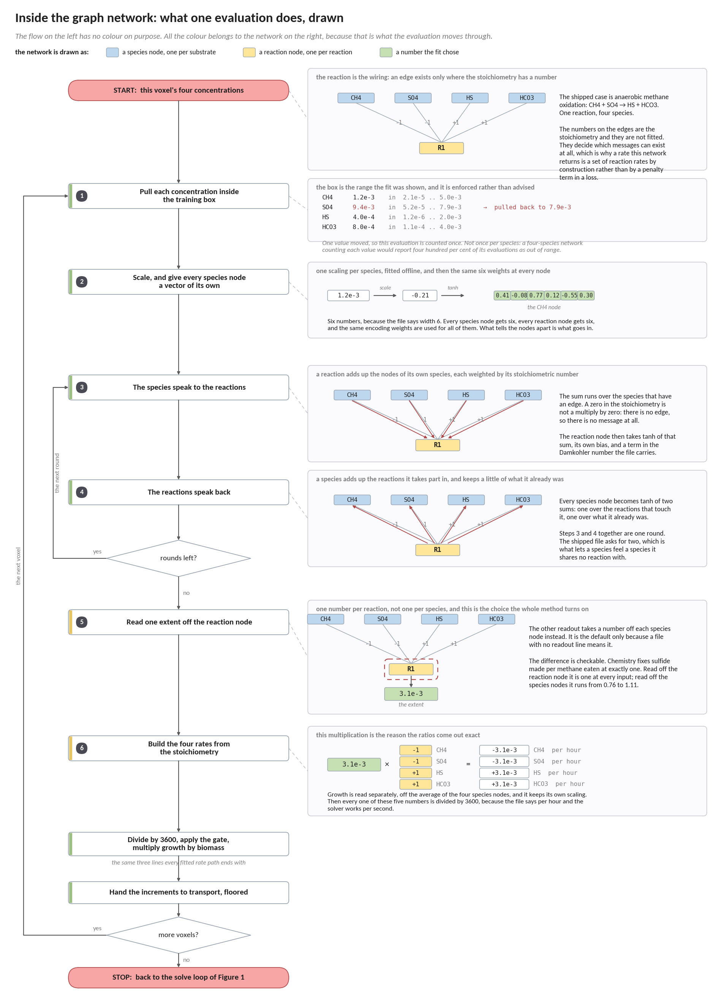 Inside the graph network: what one evaluation does, drawn
The flow on the left has no colour on purpose. All the colour belongs to the network on the right, because that is what the evaluation moves through.
the network is drawn as:
a species node, one per substrate
a reaction node, one per reaction
a number the fit chose
START: this voxel's four concentrations
the reaction is the wiring: an edge exists only where the stoichiometry has a number
CH4
SO4
HS
HCO3
-1
-1
+1
+1
R1
The shipped case is anaerobic methane
oxidation: CH4 + SO4 → HS + HCO3.
One reaction, four species.
The numbers on the edges are the
stoichiometry and they are not fitted.
They decide which messages can exist
at all, which is why a rate this network
returns is a set of reaction rates by
construction rather than by a penalty
term in a loss.
1
Pull each concentration inside
the training box
the box is the range the fit was shown, and it is enforced rather than advised
CH4 1.2e-3 in 2.1e-5 .. 5.0e-3
SO4 9.4e-3 in 5.2e-5 .. 7.9e-3 → pulled back to 7.9e-3
HS 4.0e-4 in 1.2e-6 .. 2.0e-3
HCO3 8.0e-4 in 1.1e-4 .. 4.0e-3
One value moved, so this evaluation is counted once. Not once per species: a four-species network
counting each value would report four hundred per cent of its evaluations as out of range.
2
Scale, and give every species node
a vector of its own
one scaling per species, fitted offline, and then the same six weights at every node
1.2e-3
scale
-0.21
tanh
0.41 -0.08 0.77 0.12 -0.55 0.30
the CH4 node
Six numbers, because the file says width 6. Every species node gets six, every reaction node gets six,
and the same encoding weights are used for all of them. What tells the nodes apart is what goes in.
3
The species speak to the reactions
a reaction adds up the nodes of its own species, each weighted by its stoichiometric number
CH4
SO4
HS
HCO3
-1
-1
+1
+1
R1
The sum runs over the species that have
an edge. A zero in the stoichiometry is
not a multiply by zero: there is no edge,
so there is no message at all.
The reaction node then takes tanh of that
sum, its own bias, and a term in the
Damkohler number the file carries.
the next round
4
The reactions speak back
a species adds up the reactions it takes part in, and keeps a little of what it already was
CH4
SO4
HS
HCO3
-1
-1
+1
+1
R1
Every species node becomes tanh of two
sums: one over the reactions that touch
it, one over what it already was.
Steps 3 and 4 together are one round.
The shipped file asks for two, which is
what lets a species feel a species it
shares no reaction with.
yes
rounds left?
no
the next voxel
5
Read one extent off the reaction node
one number per reaction, not one per species, and this is the choice the whole method turns on
CH4
SO4
HS
HCO3
-1
-1
+1
+1
R1
3.1e-3
the extent
The other readout takes a number off each species
node instead. It is the default only because a file
with no readout line means it.
The difference is checkable. Chemistry fixes sulfide
made per methane eaten at exactly one. Read off the
reaction node it is one at every input; read off the
species nodes it runs from 0.76 to 1.11.
6
Build the four rates from
the stoichiometry
this multiplication is the reason the ratios come out exact
3.1e-3 ×
-1 CH4
-1 SO4
+1 HS
+1 HCO3
=
-3.1e-3 CH4 per hour
-3.1e-3 SO4 per hour
+3.1e-3 HS per hour
+3.1e-3 HCO3 per hour
Growth is read separately, off the average of the four species nodes, and it keeps its own scaling.
Then every one of these five numbers is divided by 3600, because the file says per hour and the
solver works per second.
Divide by 3600, apply the gate,
multiply growth by biomass
the same three lines every fitted rate path ends with
Hand the increments to transport, floored
yes
more voxels?
no
STOP: back to the solve loop of Figure 1